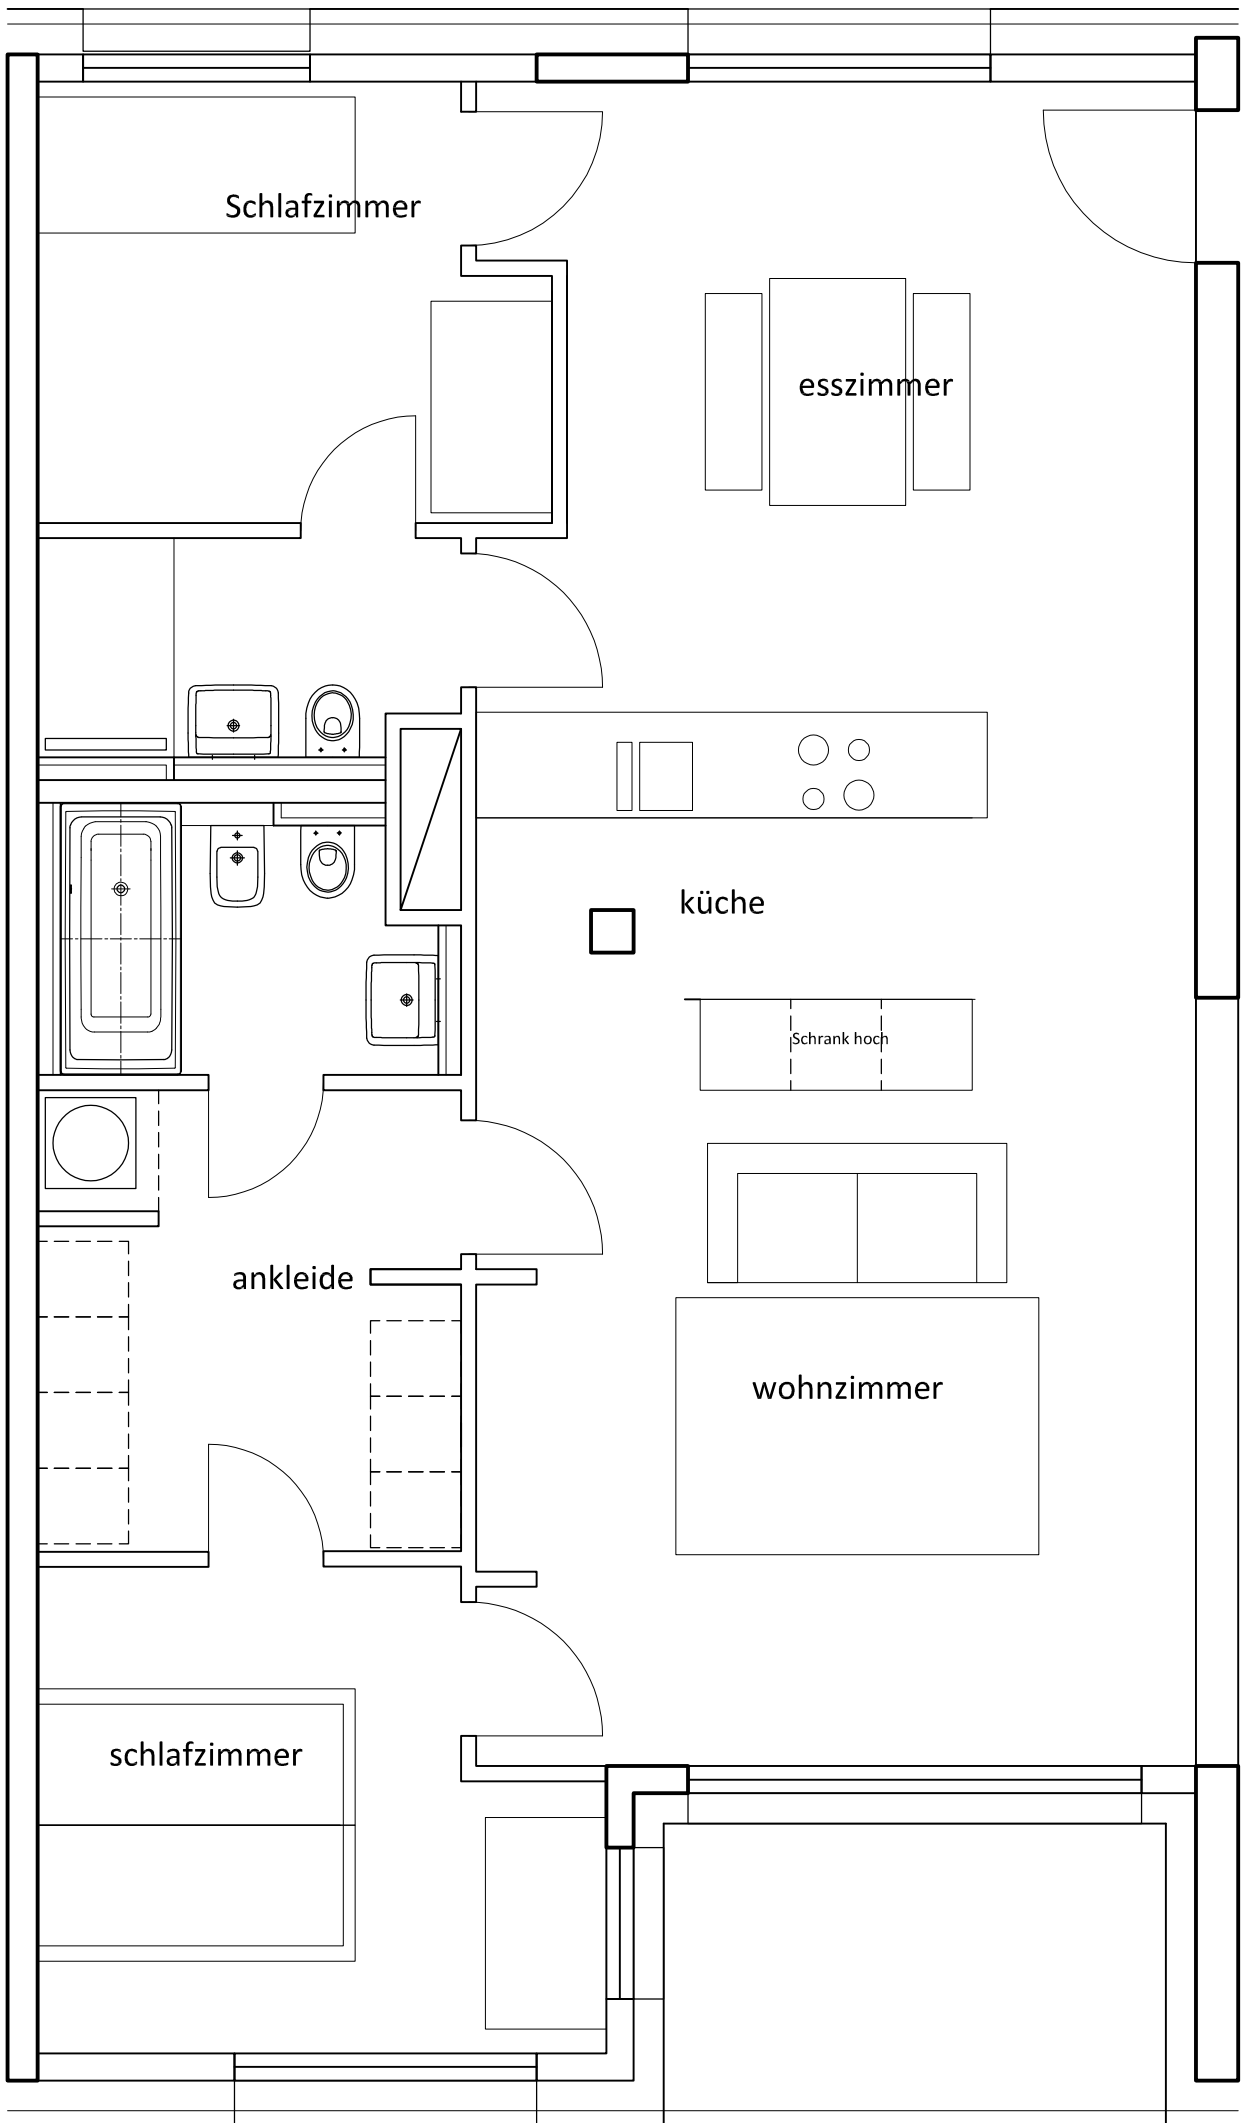 Schlafzimmer
esszimmer
küche
Schrank hoch
ankleide
wohnzimmer
schlafzimmer